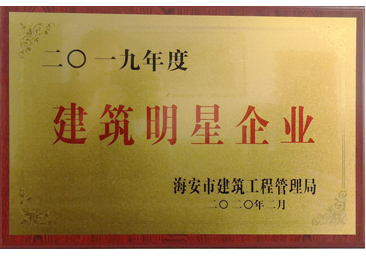 二〇一九年度
建筑明星企业
海安市建筑工程管理局
二〇二〇年二月